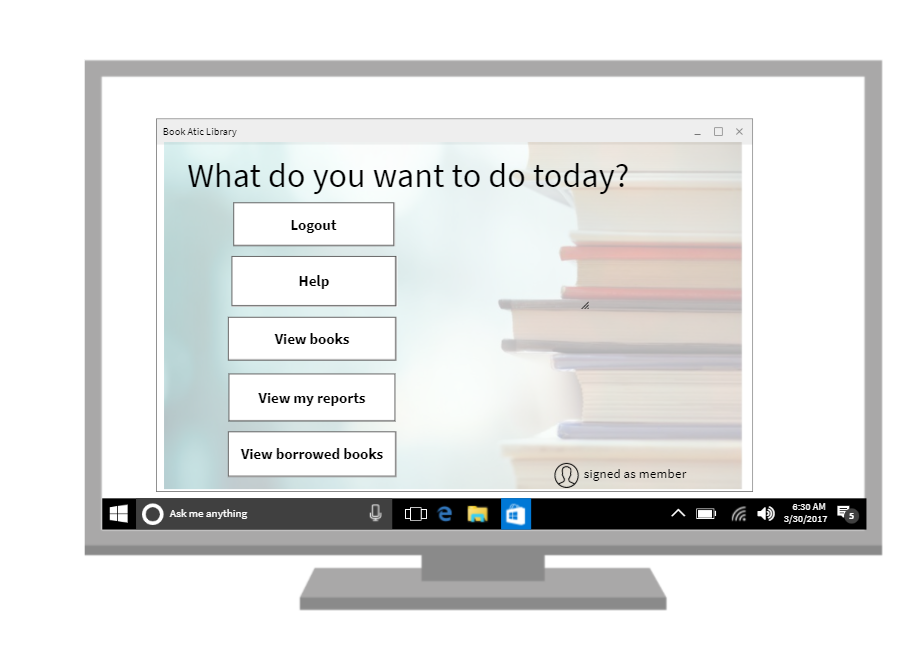 Book Atic Library
What do you want to do today?
Logout
Help
View books
View my reports
View borrowed books
signed as member
Ask me anything
6:30 AM
3/30/2017
5